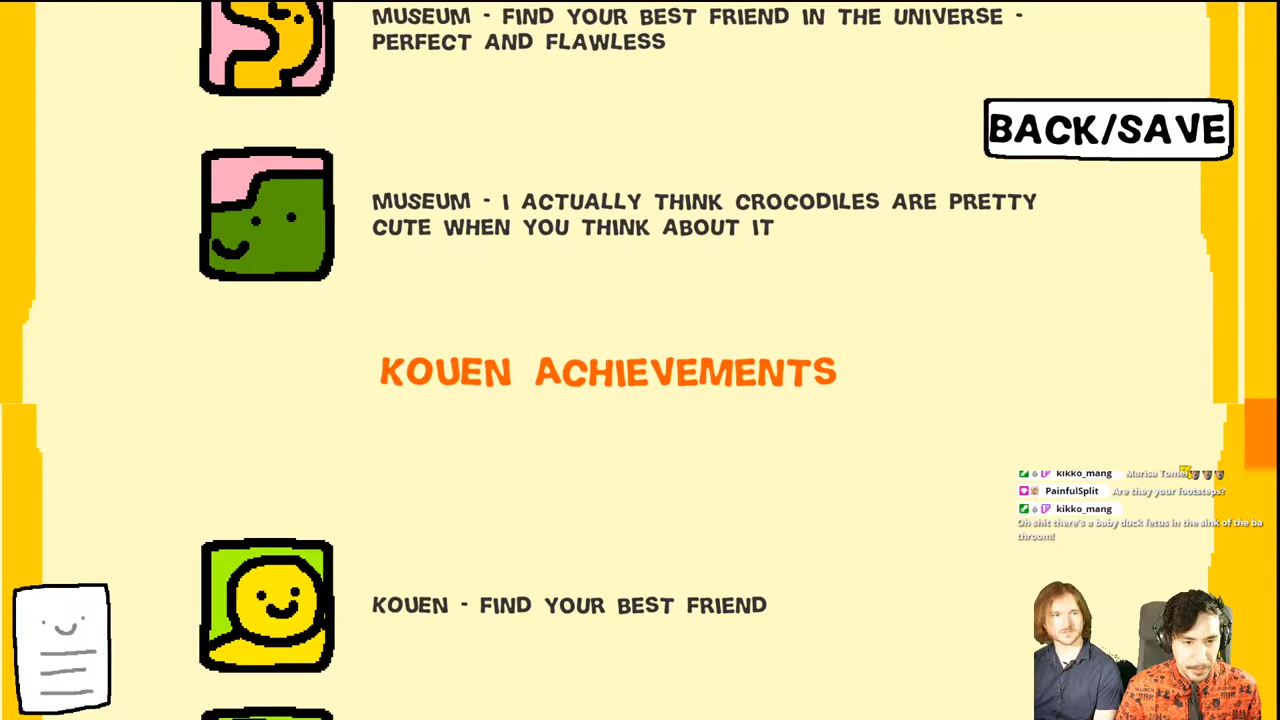 MUSEUM - FIND YOUR BEST FRIEND IN THE UNIVERSE -
PERFECT AND FLAWLESS
BACK/SAVE
MUSEUM - I ACTUALLY THINK CROCODILES ARE PRETTY
CUTE WHEN YOU THINK ABOUT IT
KOUEN ACHIEVEMENTS
kikko_mang Marisa Tomei
PainfulSplit Are they your footsteps?
kikko_mang
Oh shit there's a baby duck fetus in the sink of the ba
throom!
KOUEN - FIND YOUR BEST FRIEND